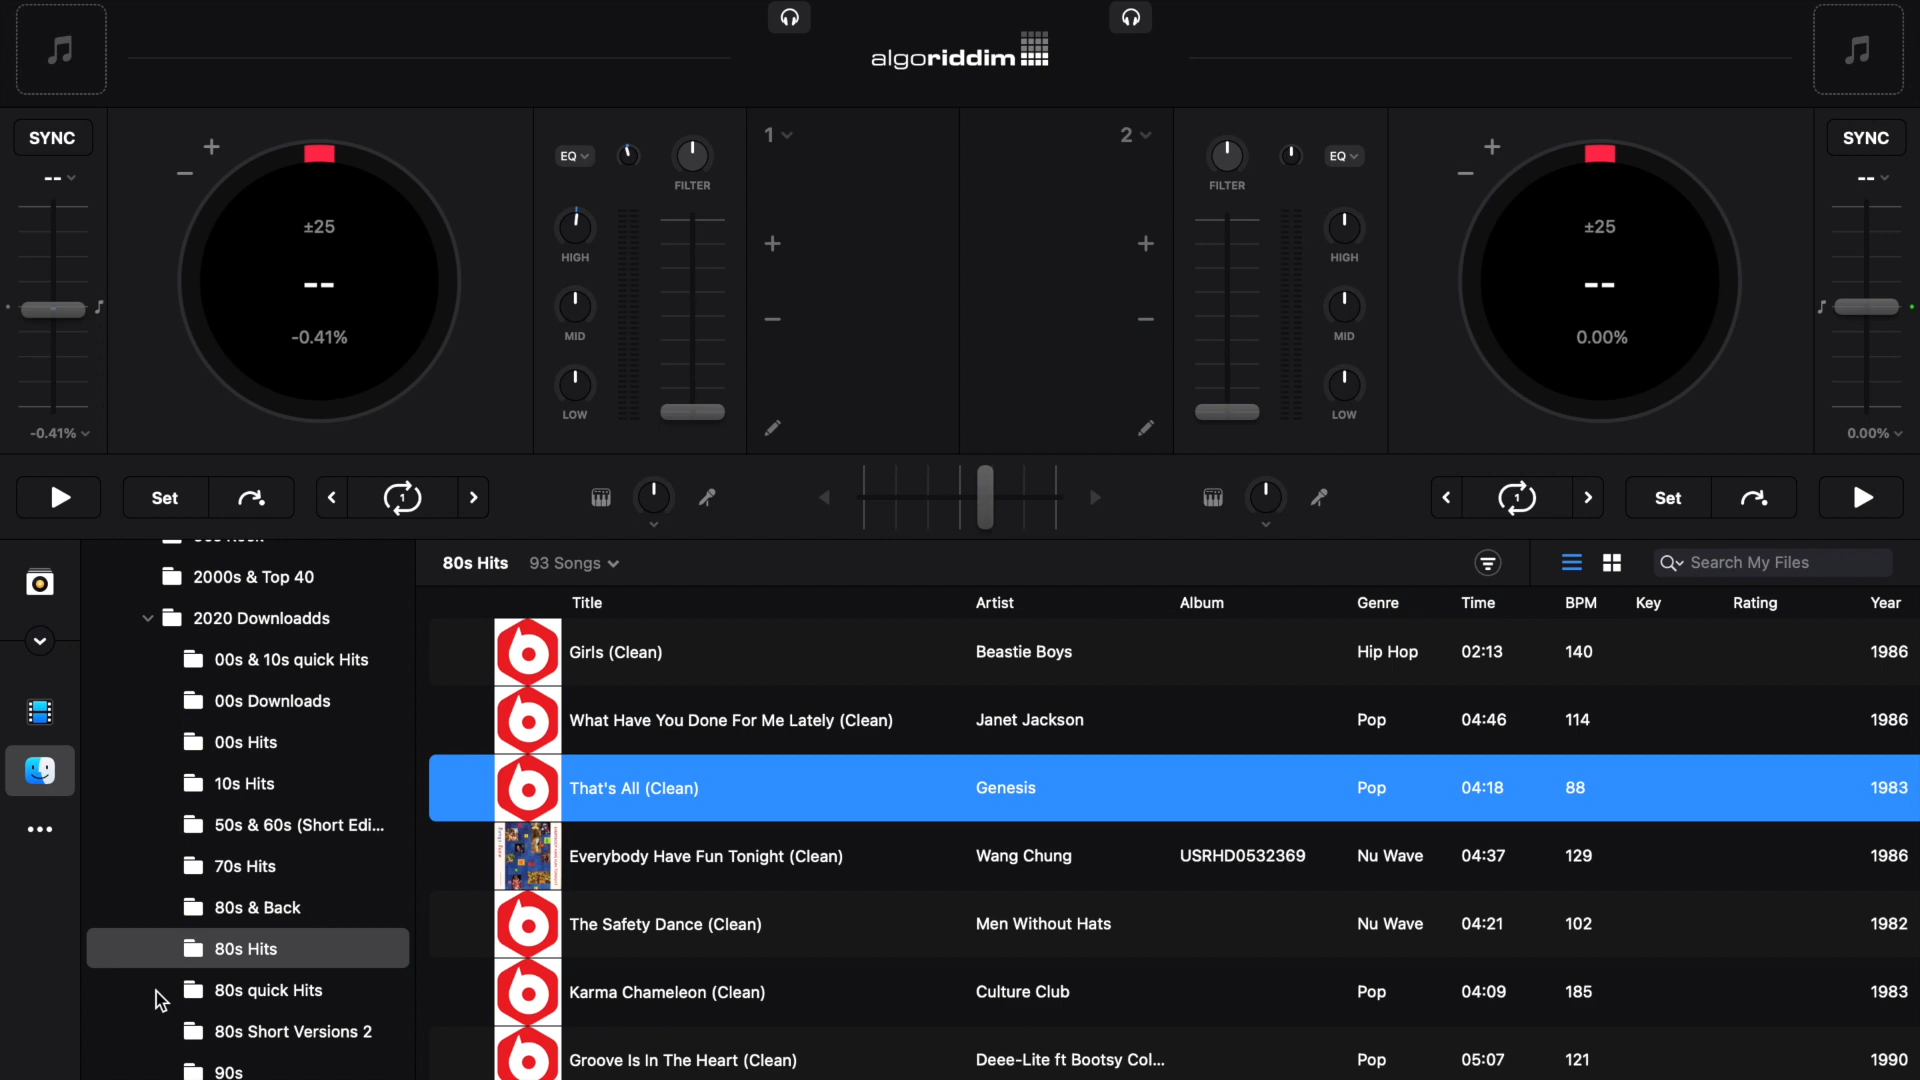 algoriddim
SYNC
--
±25
--
-0.41%
-0.41%
EQ
FILTER
HIGH
MID
LOW
1
2
FILTER
EQ
HIGH
MID
LOW
±25
--
0.00%
SYNC
--
0.00%
Set
1
1
Set
2000s & Top 40
2020 Downloadds
00s & 10s quick Hits
00s Downloads
00s Hits
10s Hits
50s & 60s (Short Edi...
70s Hits
80s & Back
80s Hits
80s quick Hits
80s Short Versions 2
90s
80s Hits 93 Songs
Search My Files
Title Artist Album Genre Time BPM Key Rating Year
Girls (Clean) Beastie Boys Hip Hop 02:13 140 1986
What Have You Done For Me Lately (Clean) Janet Jackson Pop 04:46 114 1986
That's All (Clean) Genesis Pop 04:18 88 1983
Everybody Have Fun Tonight (Clean) Wang Chung USRHD0532369 Nu Wave 04:37 129 1986
The Safety Dance (Clean) Men Without Hats Nu Wave 04:21 102 1982
Karma Chameleon (Clean) Culture Club Pop 04:09 185 1983
Groove Is In The Heart (Clean) Deee-Lite ft Bootsy Col... Pop 05:07 121 1990